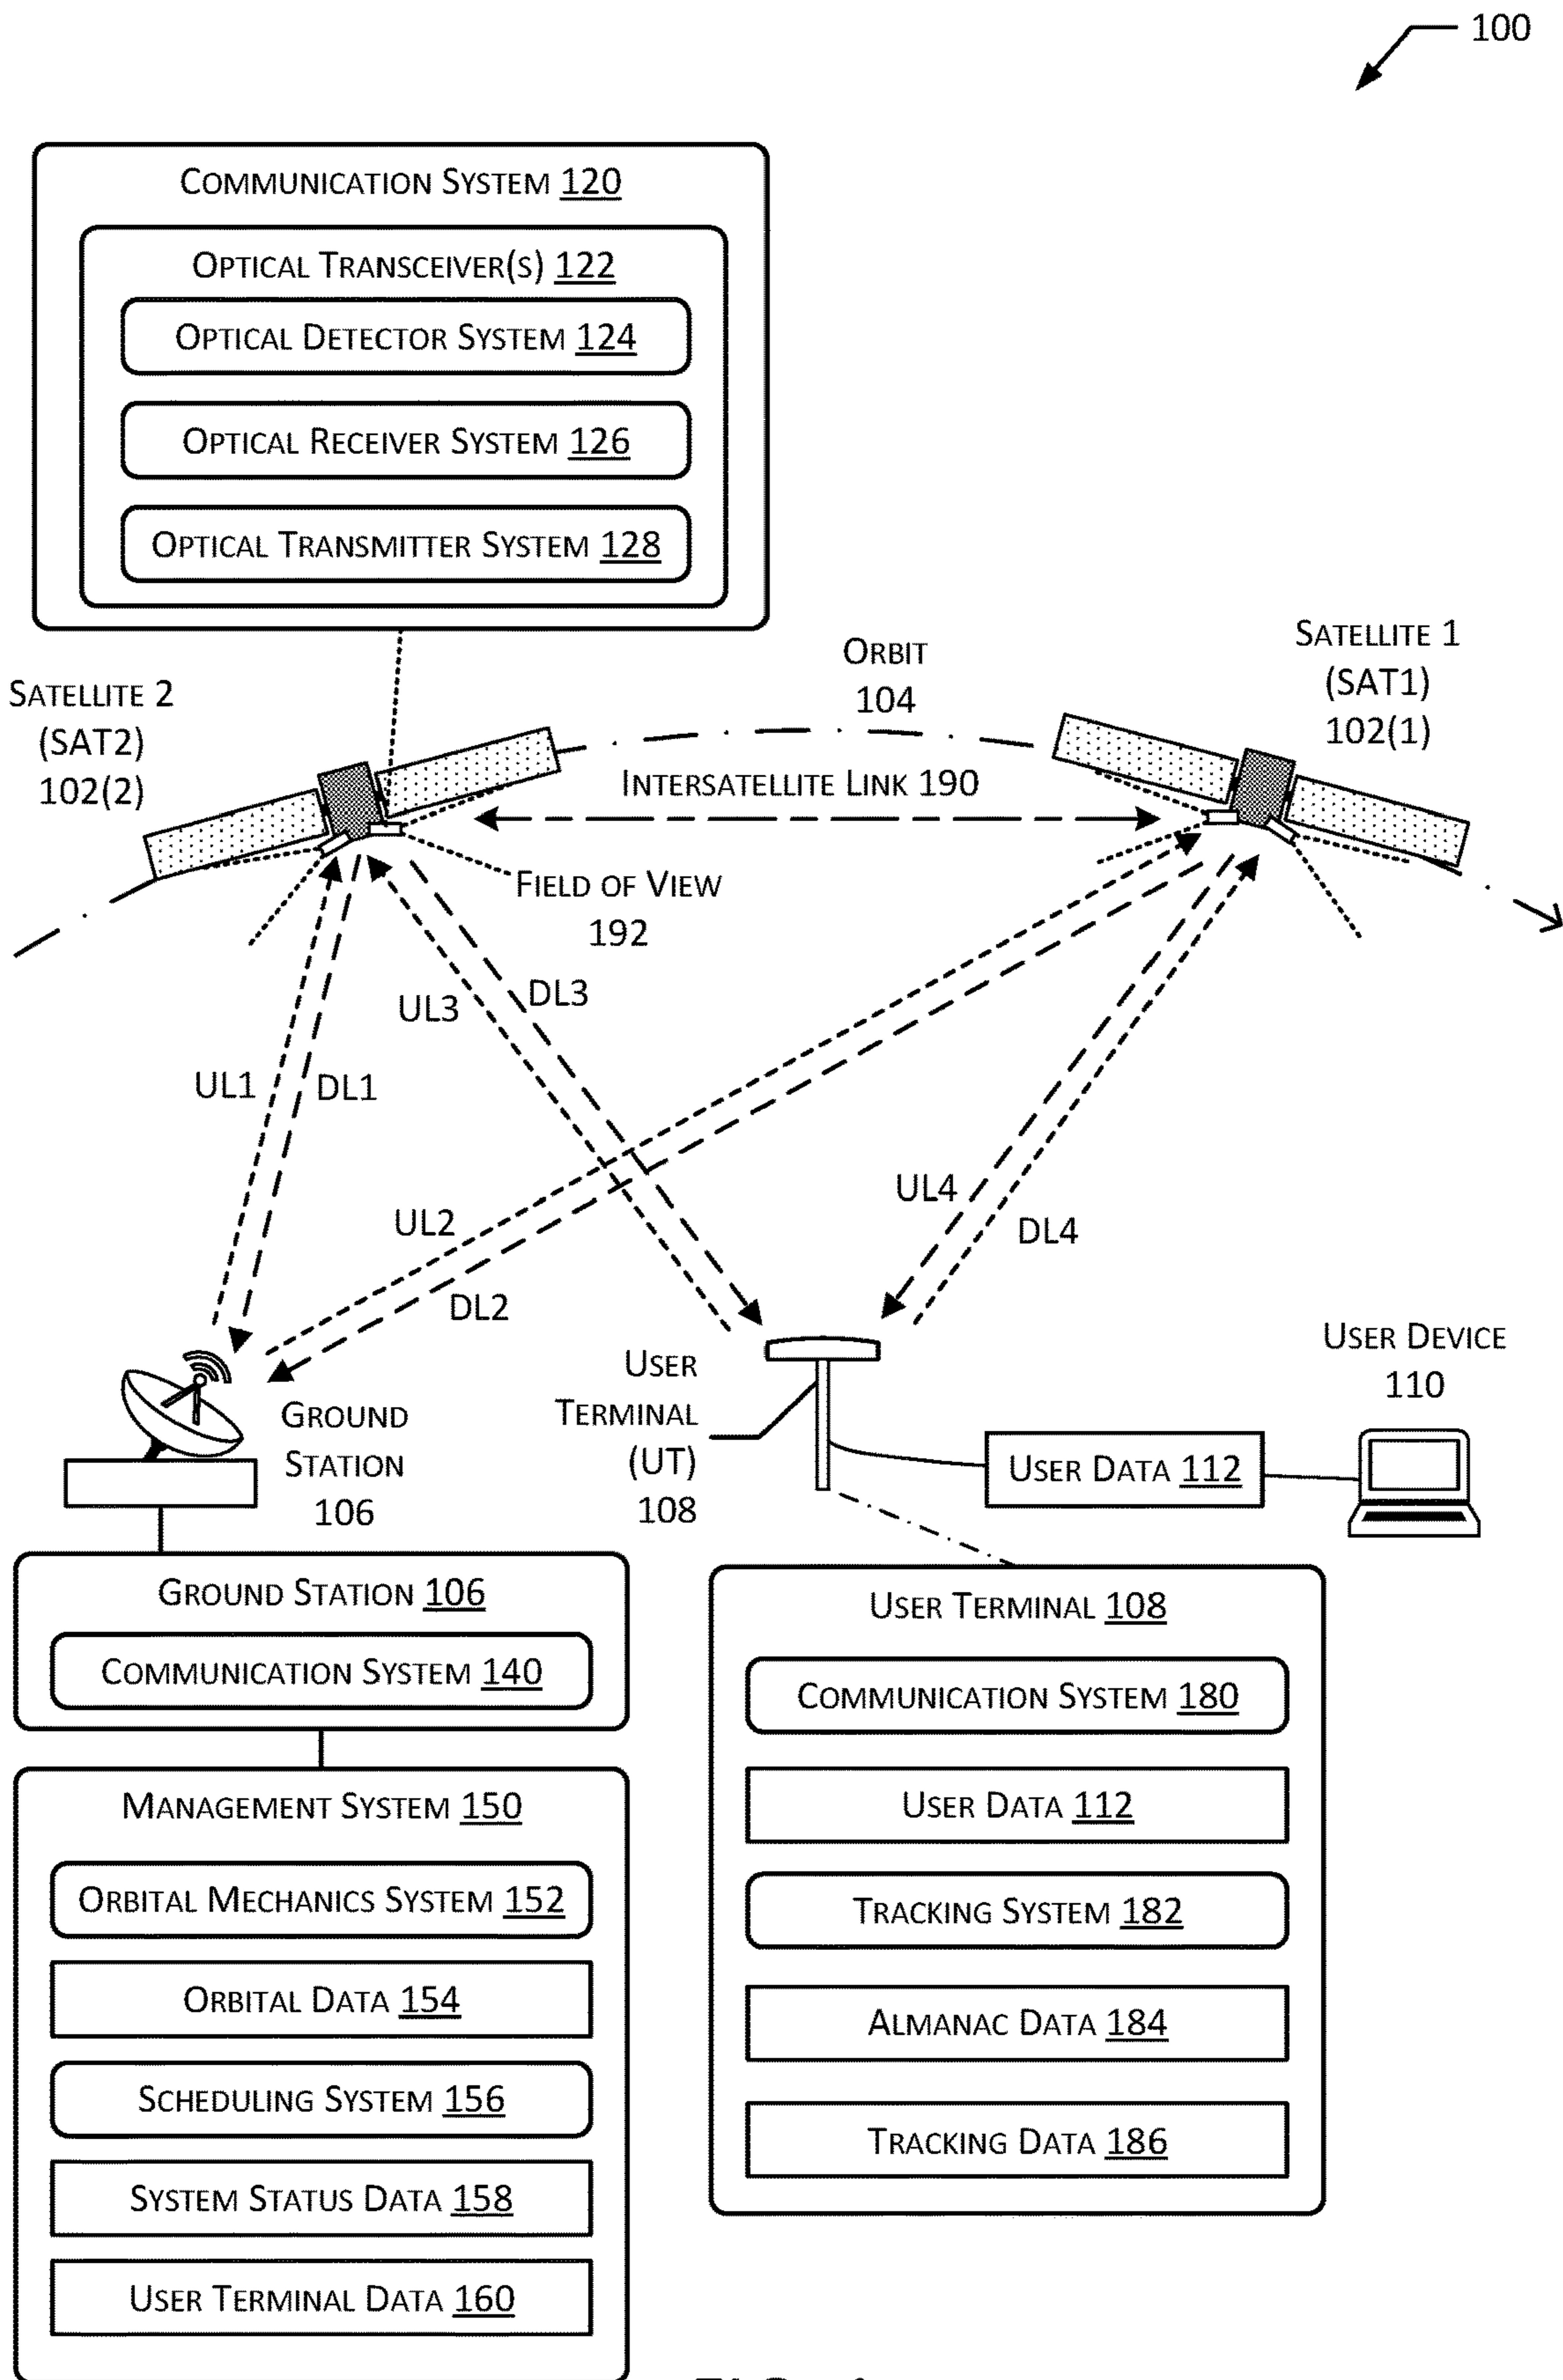 100
COMMUNICATION SYSTEM 120
OPTICAL TRANSCEIVER(S) 122
OPTICAL DETECTOR SYSTEM 124
OPTICAL RECEIVER SYSTEM 126
OPTICAL TRANSMITTER SYSTEM 128
SATELLITE 2
(SAT2)
102(2)
ORBIT
104
SATELLITE 1
(SAT1)
102(1)
INTERSATELLITE LINK 190
FIELD OF VIEW
192
UL3
DL3
UL1
DL1
UL2
DL2
UL4
DL4
GROUND
STATION
106
USER
TERMINAL
(UT)
108
USER DATA 112
USER DEVICE
110
GROUND STATION 106
COMMUNICATION SYSTEM 140
MANAGEMENT SYSTEM 150
ORBITAL MECHANICS SYSTEM 152
ORBITAL DATA 154
SCHEDULING SYSTEM 156
SYSTEM STATUS DATA 158
USER TERMINAL DATA 160
USER TERMINAL 108
COMMUNICATION SYSTEM 180
USER DATA 112
TRACKING SYSTEM 182
ALMANAC DATA 184
TRACKING DATA 186